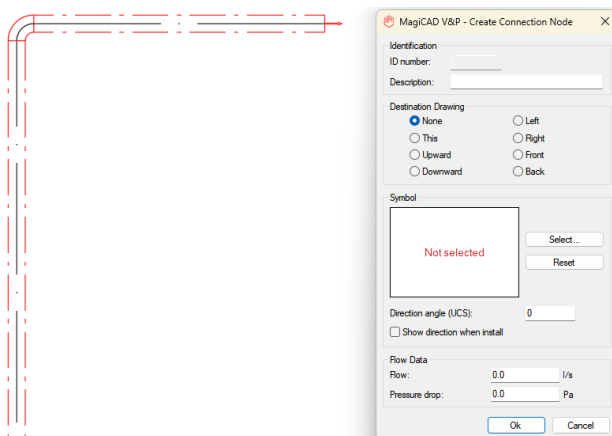 MagiCAD V&P - Create Connection Node
Identification
ID number:
Description:
Destination Drawing
None Left
This Right
Upward Front
Downward Back
Symbol
Not selected
Select...
Reset
Direction angle (UCS): 0
Show direction when install
Flow Data
Flow: 0.0 l/s
Pressure drop: 0.0 Pa
Ok Cancel